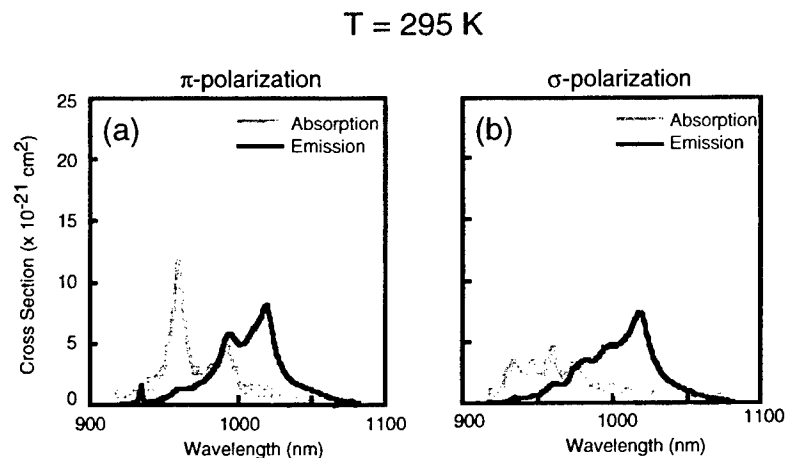 T = 295 K
π-polarization
σ-polarization
25
20
15
10
5
0
Cross Section (x 10⁻²¹ cm²)
(a)
Absorption
Emission
900
1000
1100
Wavelength (nm)
(b)
Absorption
Emission
900
1000
1100
Wavelength (nm)